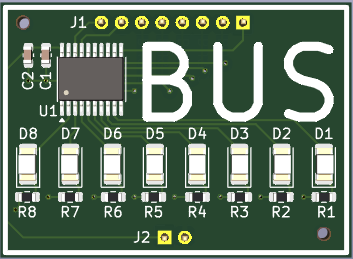 J1
BUS
C2 C1
U1
D8 D7 D6 D5 D4 D3 D2 D1
R8 R7 R6 R5 R4 R3 R2 R1
J2